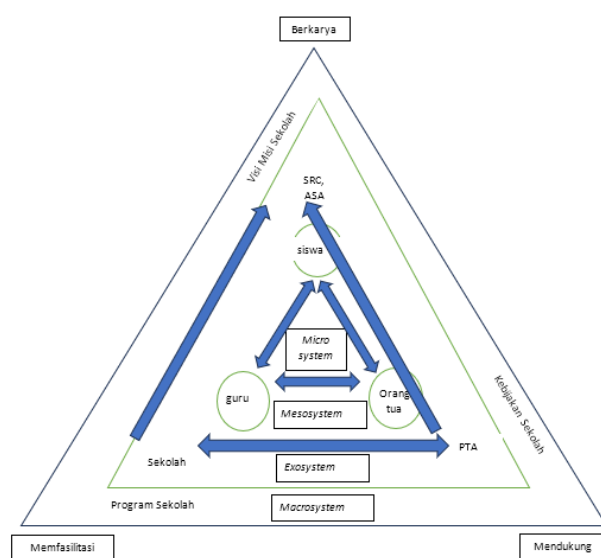 Berkarya
Visi Misi Sekolah
SRC,
ASA
siswa
Micro
system
guru
Orang
tua
Mesosystem
Kebijakan Sekolah
Sekolah
Exosystem
PTA
Program Sekolah
Macrosystem
Memfasilitasi
Mendukung